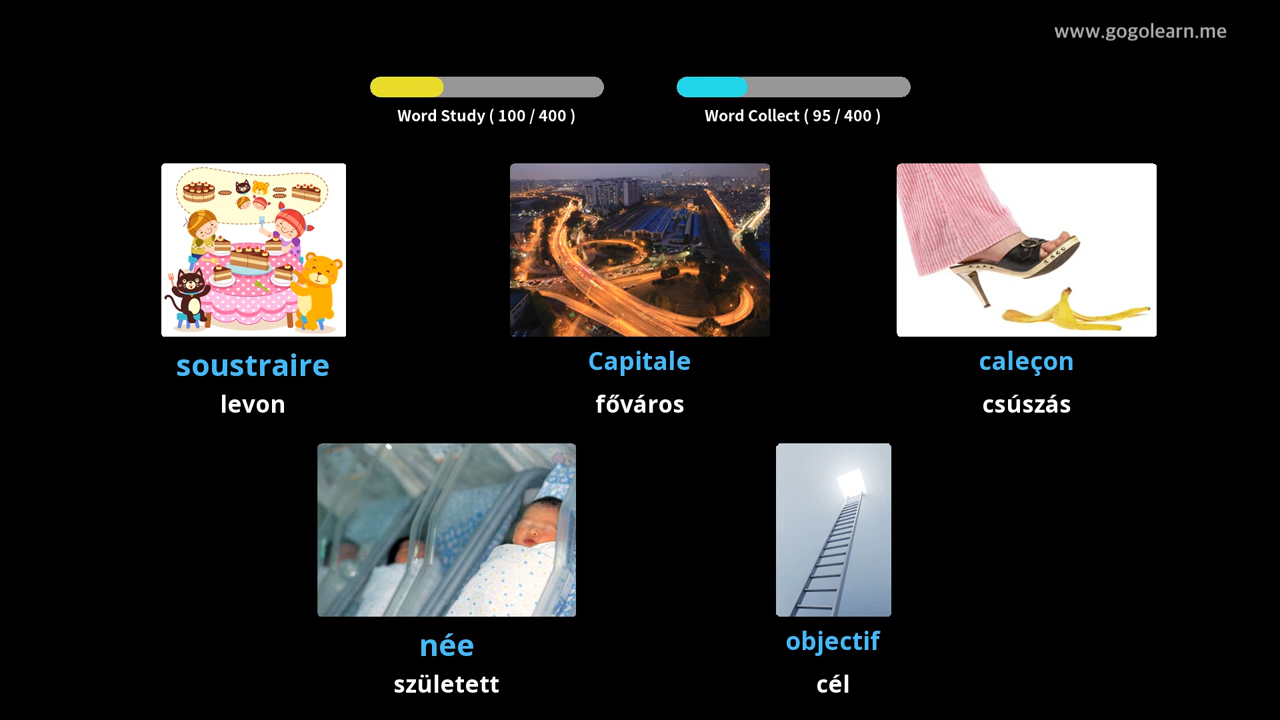 www.gogolearn.me
Word Study ( 100 / 400 )
Word Collect ( 95 / 400 )
soustraire
levon
Capitale
főváros
caleçon
csúszás
née
született
objectif
cél